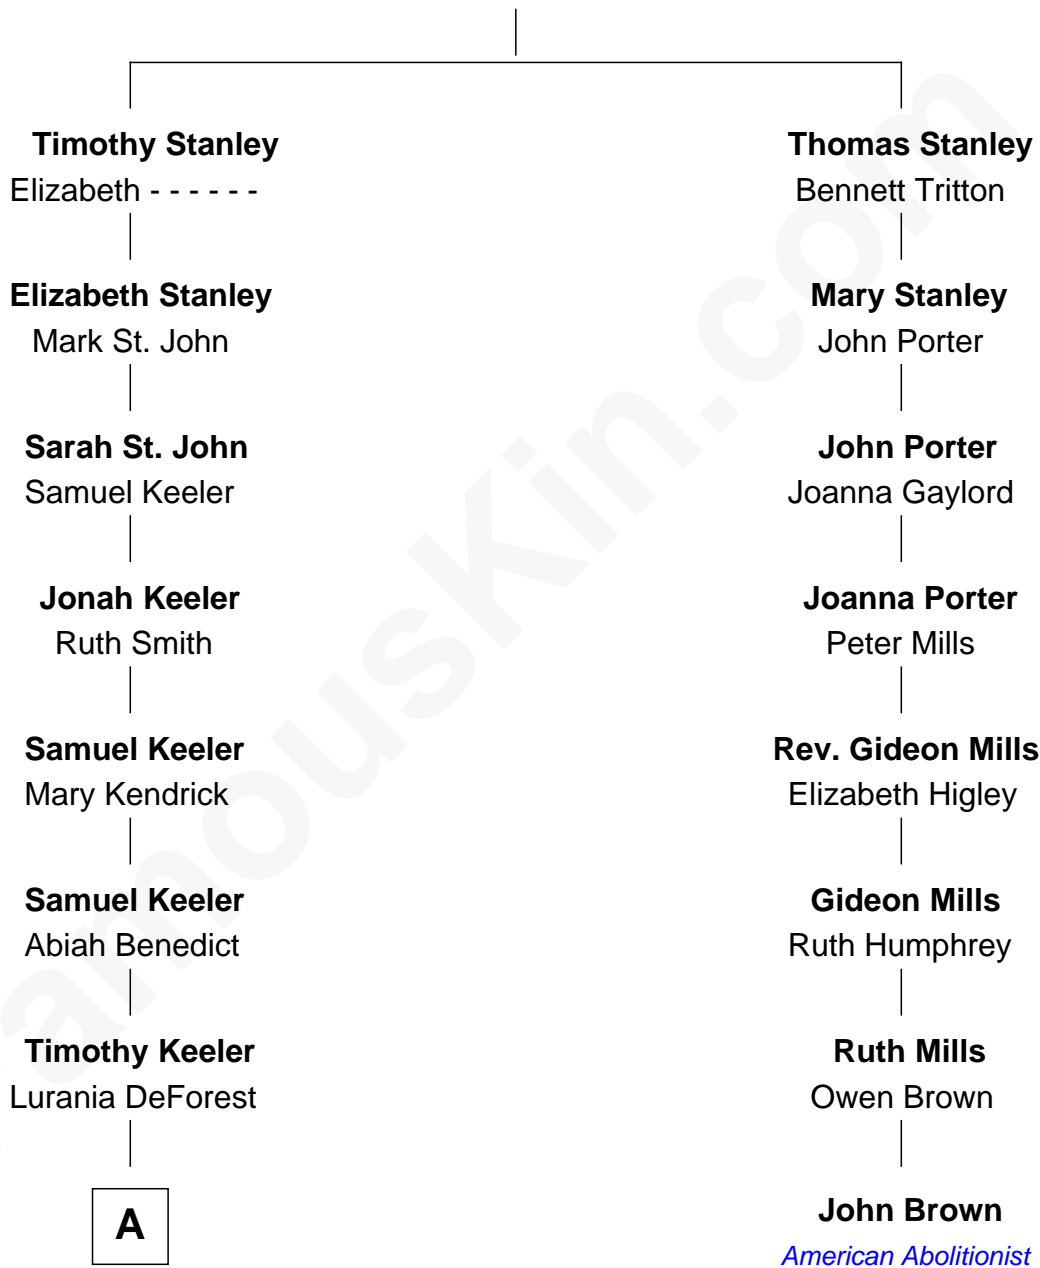 Timothy Stanley
Elizabeth - - - - - -
Elizabeth Stanley
Mark St. John
Sarah St. John
Samuel Keeler
Jonah Keeler
Ruth Smith
Samuel Keeler
Mary Kendrick
Samuel Keeler
Abiah Benedict
Timothy Keeler
Lurania DeForest
A
Thomas Stanley
Bennett Tritton
Mary Stanley
John Porter
John Porter
Joanna Gaylord
Joanna Porter
Peter Mills
Rev. Gideon Mills
Elizabeth Higley
Gideon Mills
Ruth Humphrey
Ruth Mills
Owen Brown
John Brown
American Abolitionist
amousKin.com